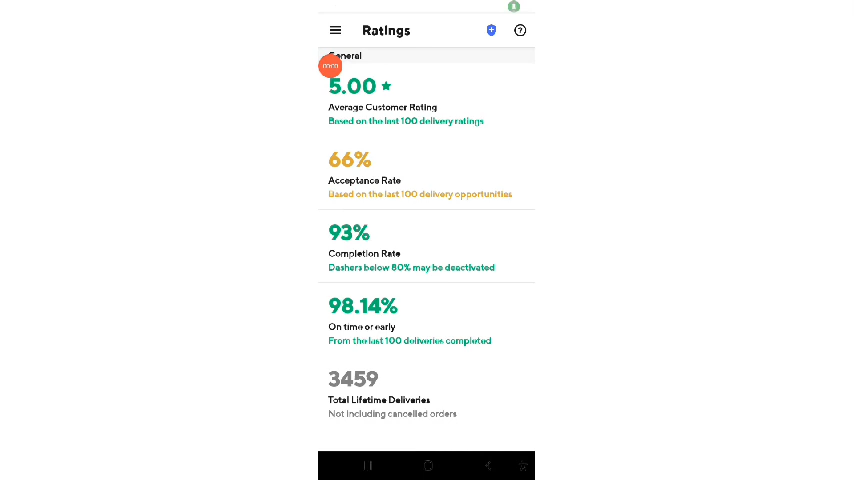 Ratings
General
5.00 ★
Average Customer Rating
Based on the last 100 delivery ratings
66%
Acceptance Rate
Based on the last 100 delivery opportunities
93%
Completion Rate
Dashers below 80% may be deactivated
98.14%
On time or early
From the last 100 deliveries completed
3459
Total Lifetime Deliveries
Not including cancelled orders